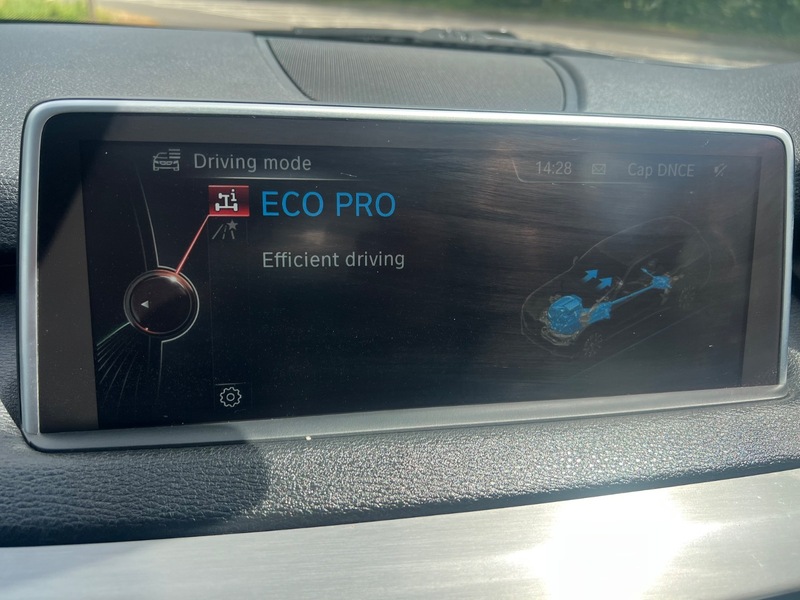 Driving mode
14:28 Cap DNCE
ECO PRO
Efficient driving